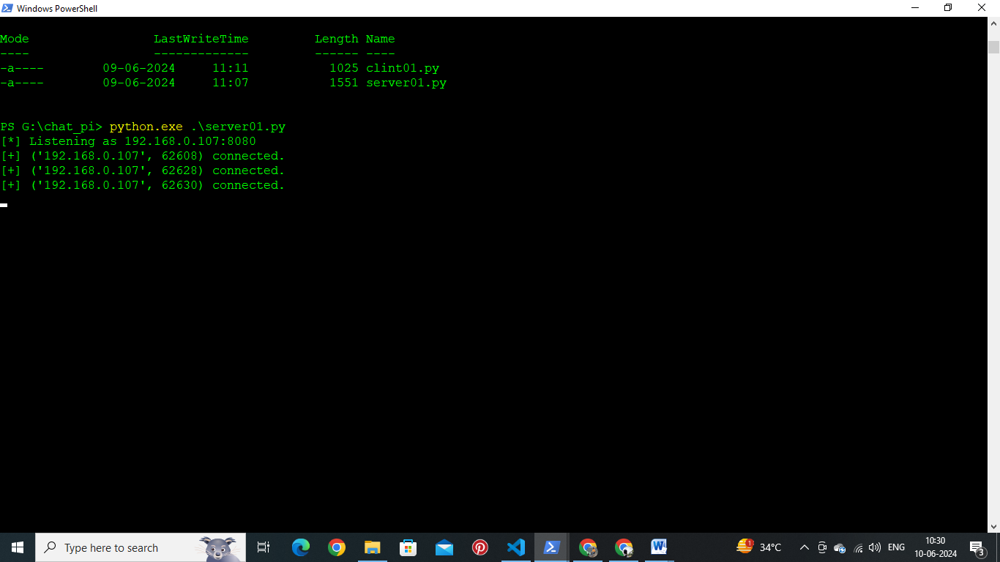 Windows PowerShell
Mode                 LastWriteTime         Length Name
----                 -------------         ------ ----
-a----        09-06-2024     11:11           1025 clint01.py
-a----        09-06-2024     11:07           1551 server01.py
PS G:\chat_pi> python.exe .\server01.py
[*] Listening as 192.168.0.107:8080
[+] ('192.168.0.107', 62608) connected.
[+] ('192.168.0.107', 62628) connected.
[+] ('192.168.0.107', 62630) connected.
Type here to search
1
34°C
ENG
10:30
10-06-2024
3